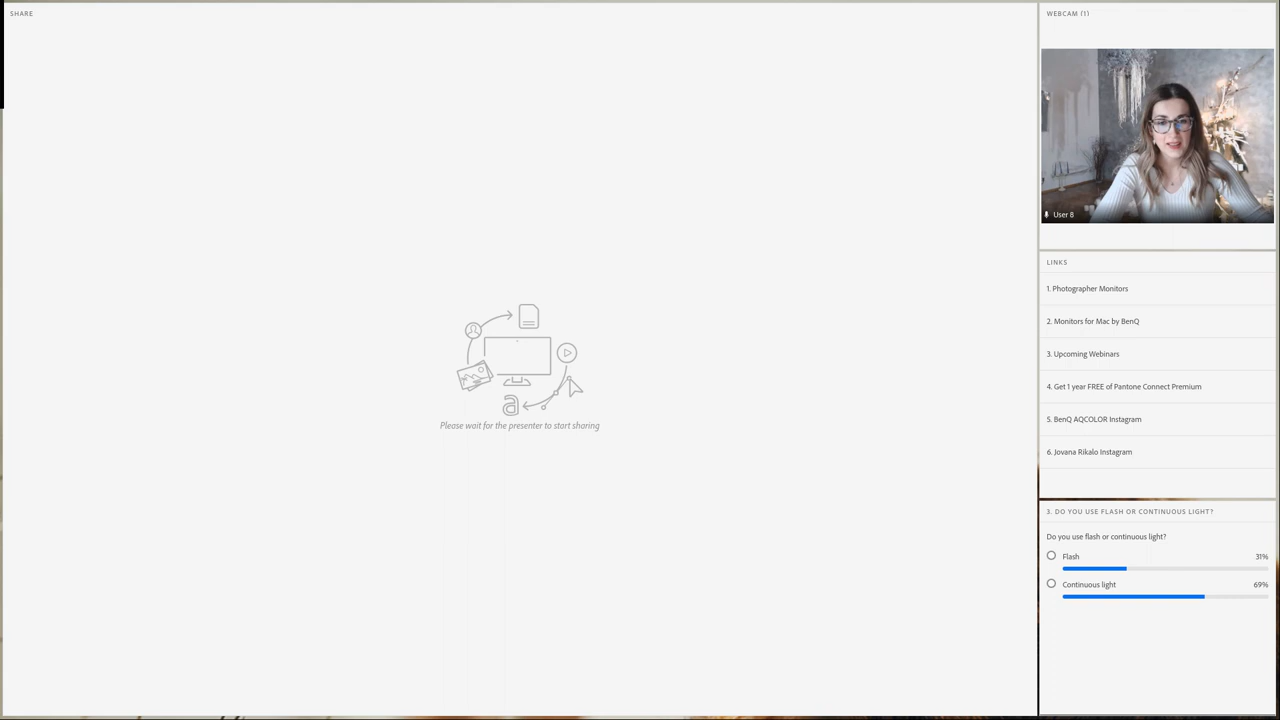 SHARE
Please wait for the presenter to start sharing
WEBCAM (1)
User 8
LINKS
1. Photographer Monitors
2. Monitors for Mac by BenQ
3. Upcoming Webinars
4. Get 1 year FREE of Pantone Connect Premium
5. BenQ AQCOLOR Instagram
6. Jovana Rikalo Instagram
3. DO YOU USE FLASH OR CONTINUOUS LIGHT?
Do you use flash or continuous light?
Flash 31%
Continuous light 69%